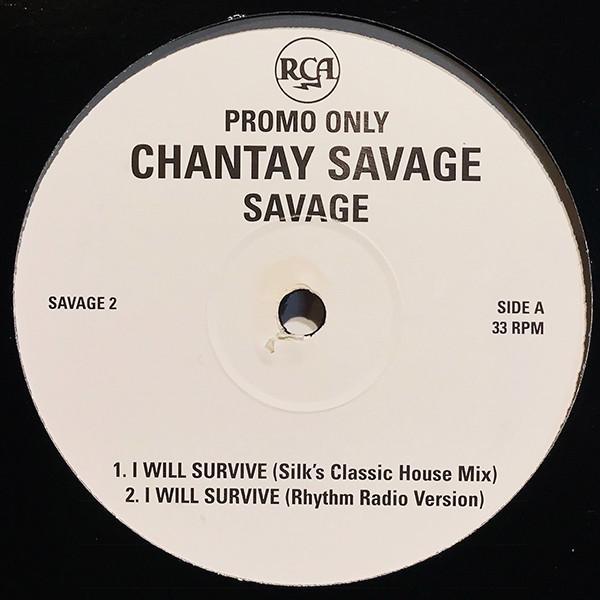 RCA
PROMO ONLY
CHANTAY SAVAGE
SAVAGE
SAVAGE 2
SIDE A
33 RPM
1. I WILL SURVIVE (Silk's Classic House Mix)
2. I WILL SURVIVE (Rhythm Radio Version)